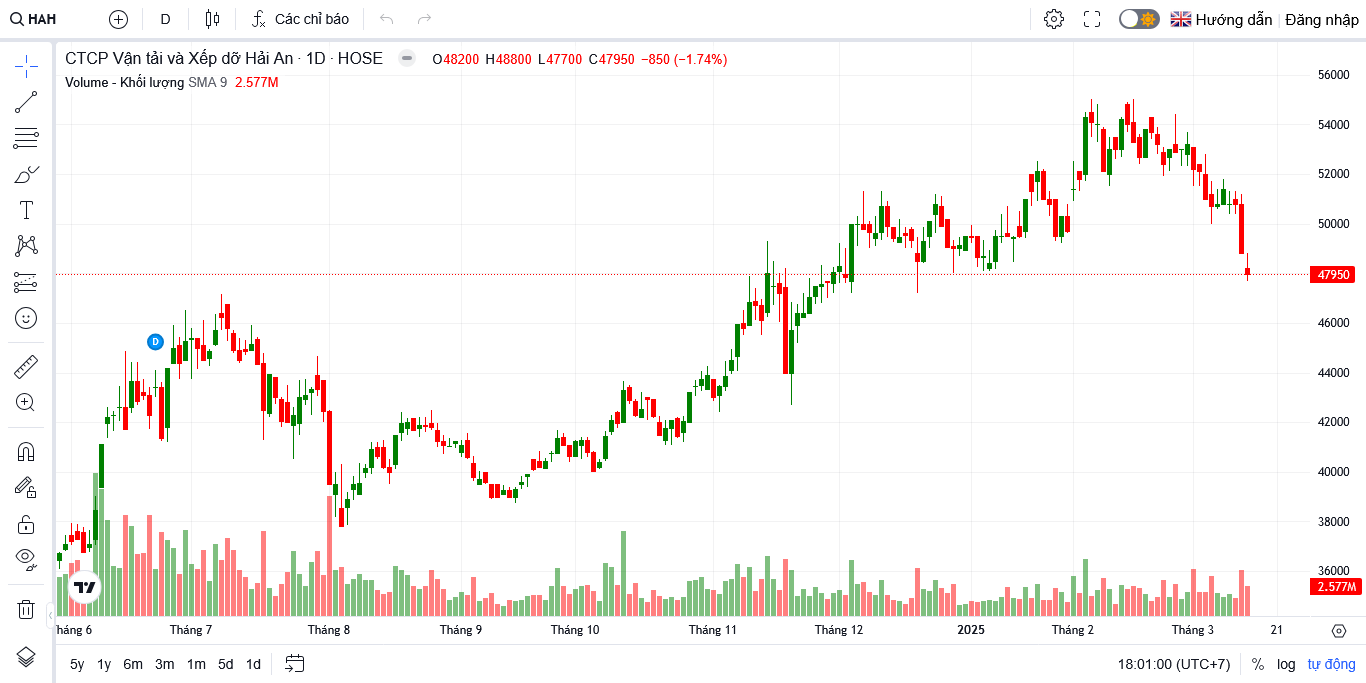 HAH D Các chỉ báo Hướng dẫn Đăng nhập
CTCP Vận tải và Xếp dỡ Hải An · 1D · HOSE O48200 H48800 L47700 C47950 −850 (−1.74%)
Volume - Khối lượng SMA 9 2.577M
56000
54000
52000
50000
47950
46000
44000
42000
40000
38000
36000
2.577M
D
háng 6 Tháng 7 Tháng 8 Tháng 9 Tháng 10 Tháng 11 Tháng 12 2025 Tháng 2 Tháng 3 21
5y 1y 6m 3m 1m 5d 1d 18:01:00 (UTC+7) % log tự động